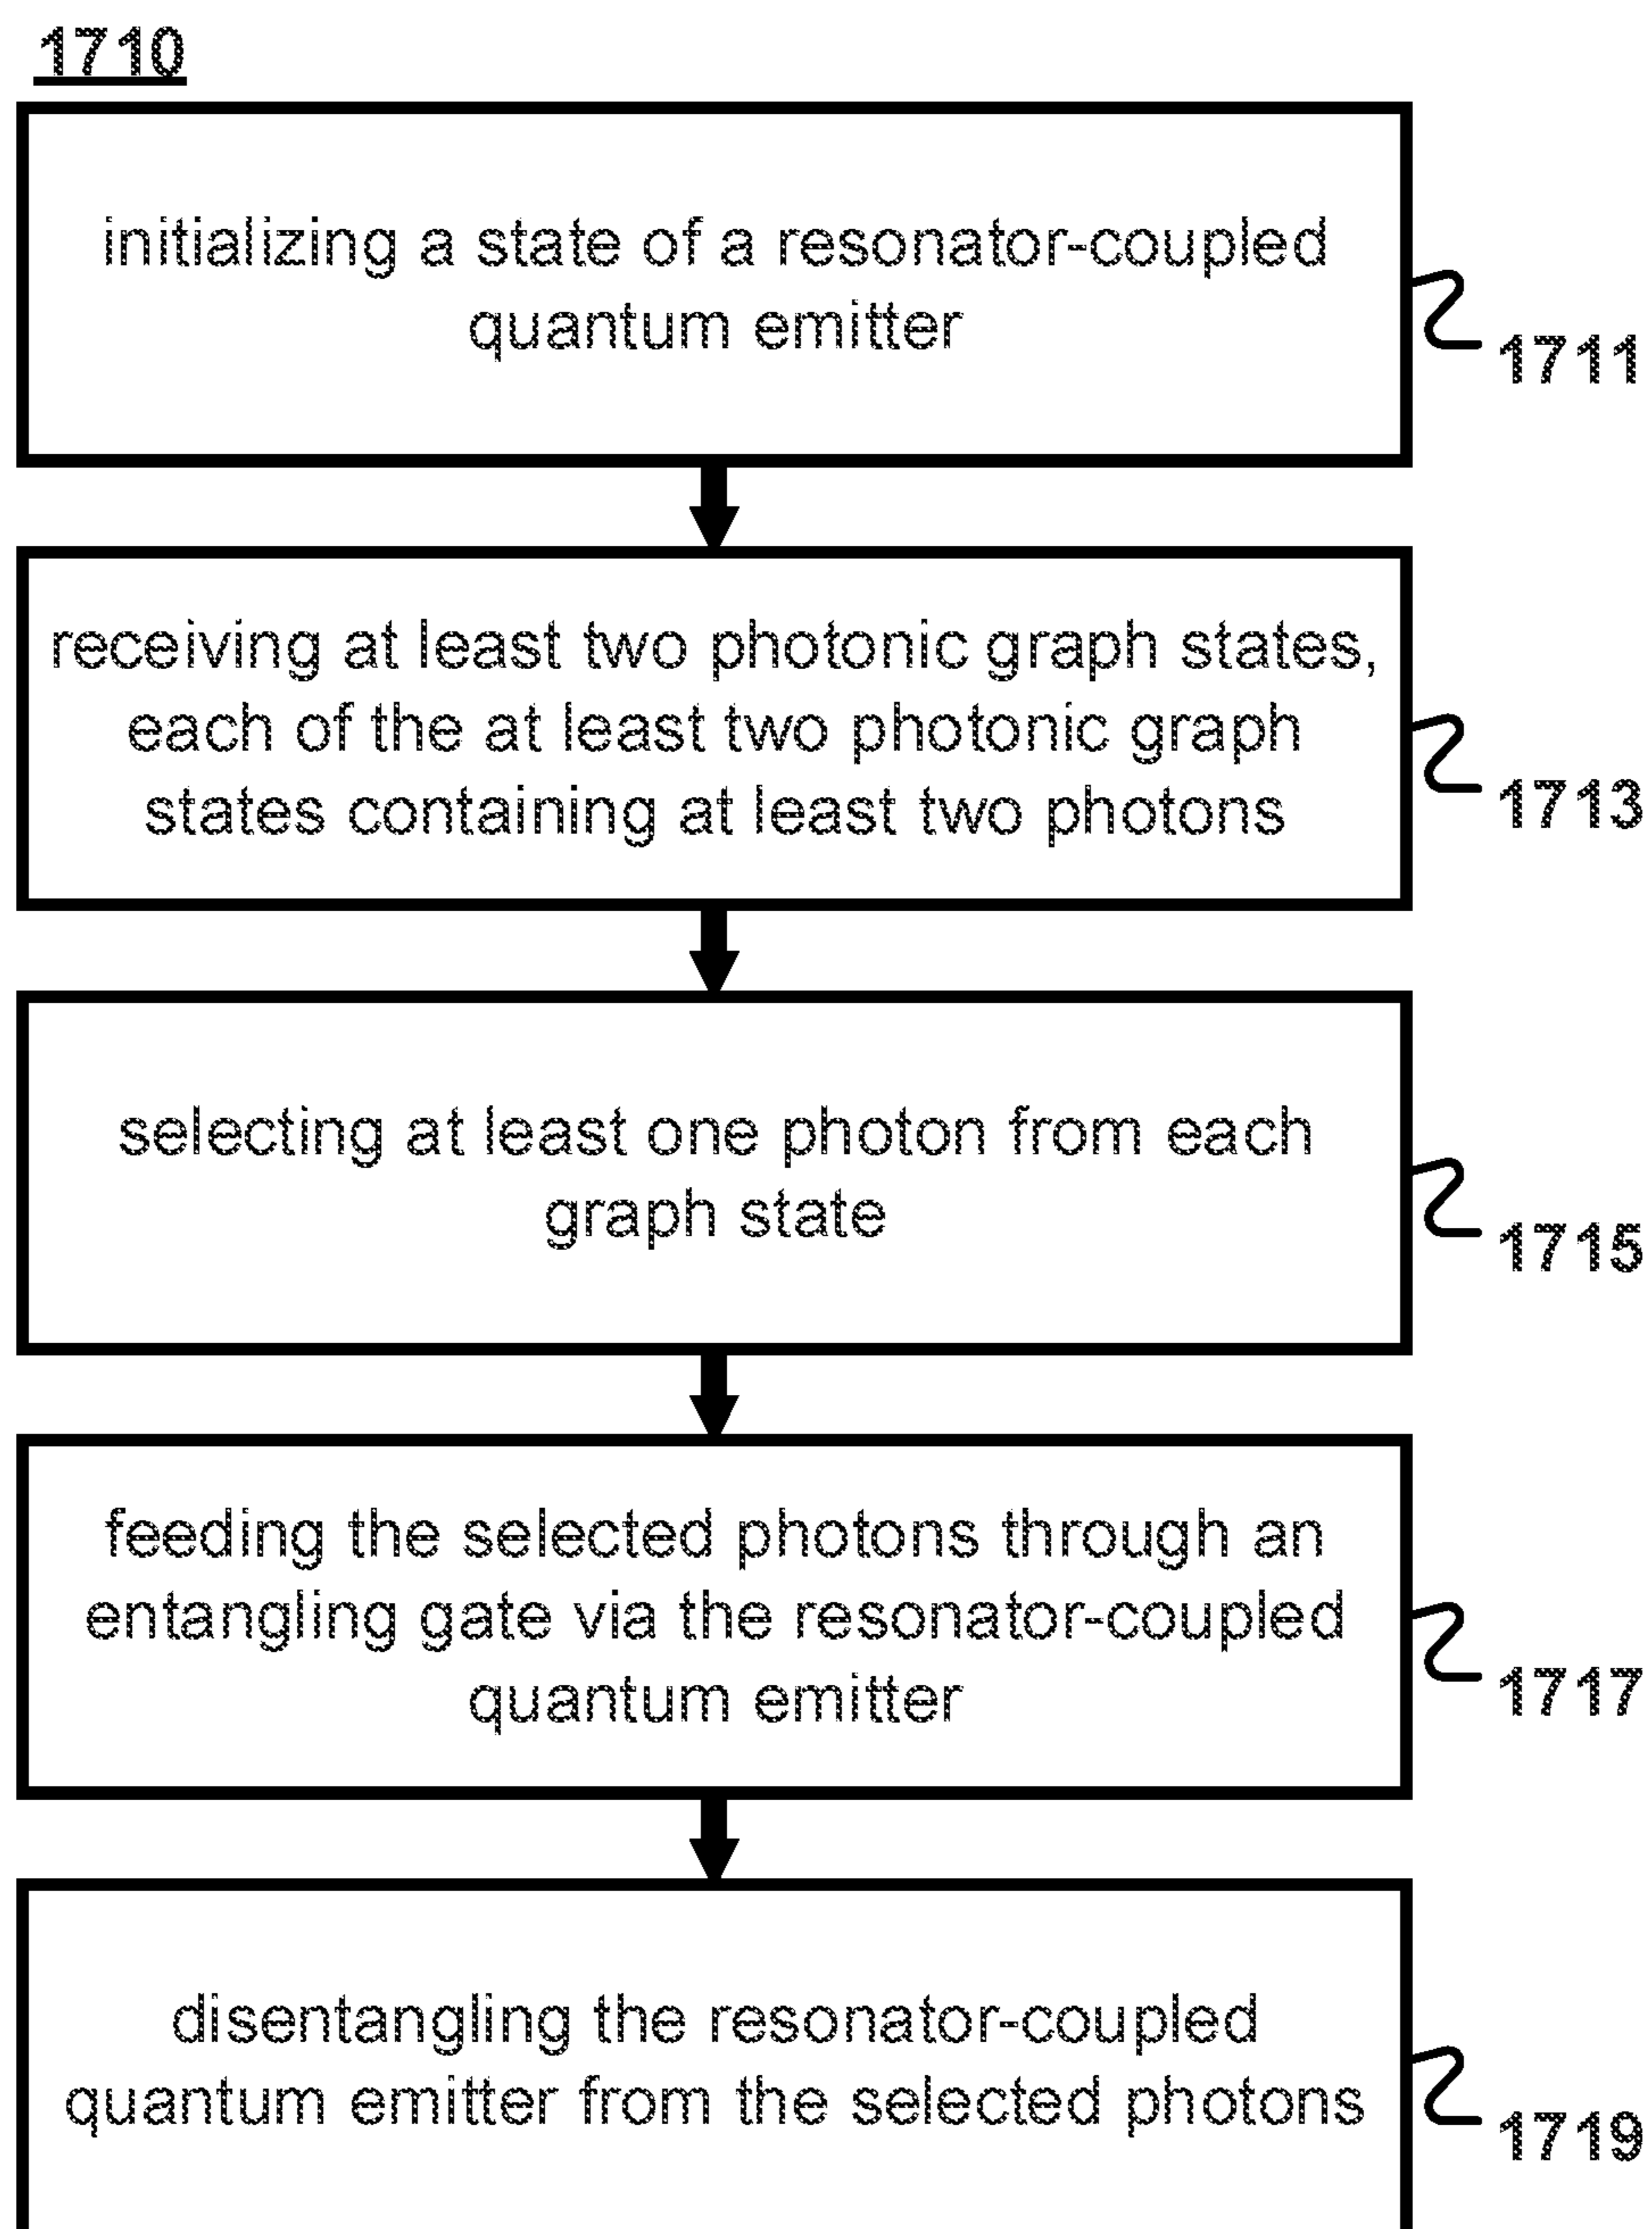 1710
initializing a state of a resonator-coupled
quantum emitter
1711
receiving at least two photonic graph states,
each of the at least two photonic graph
states containing at least two photons
1713
selecting at least one photon from each
graph state
1715
feeding the selected photons through an
entangling gate via the resonator-coupled
quantum emitter
1717
disentangling the resonator-coupled
quantum emitter from the selected photons
1719